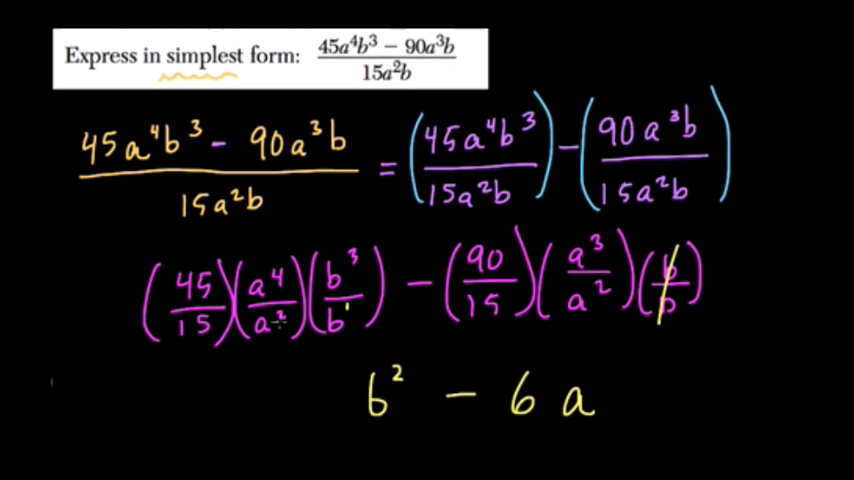 Express in simplest form: (45a⁴b³ − 90a³b)/(15a²b)
(45a⁴b³ - 90a³b)/(15a²b) = (45a⁴b³/15a²b) - (90a³b/15a²b)
(45/15)(a⁴/a²)(b³/b¹) - (90/15)(a³/a²)(b/b)
b² - 6a